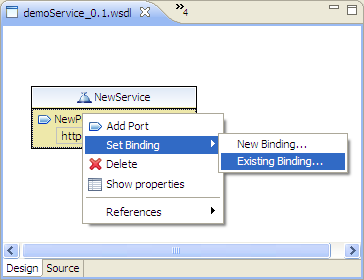 demoService_0.1.wsdl
4
NewService
NewP
http
Add Port
Set Binding
Delete
Show properties
References
New Binding...
Existing Binding...
Design
Source